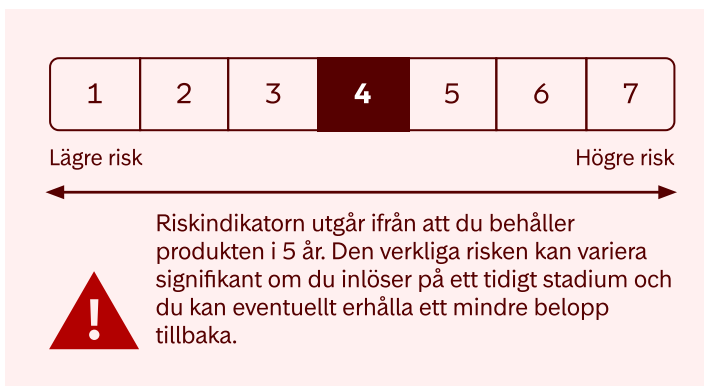 1 2 3 4 5 6 7
Lägre risk Högre risk
Riskindikatorn utgår ifrån att du behåller
produkten i 5 år. Den verkliga risken kan variera
signifikant om du inlöser på ett tidigt stadium och
du kan eventuellt erhålla ett mindre belopp
tillbaka.
!